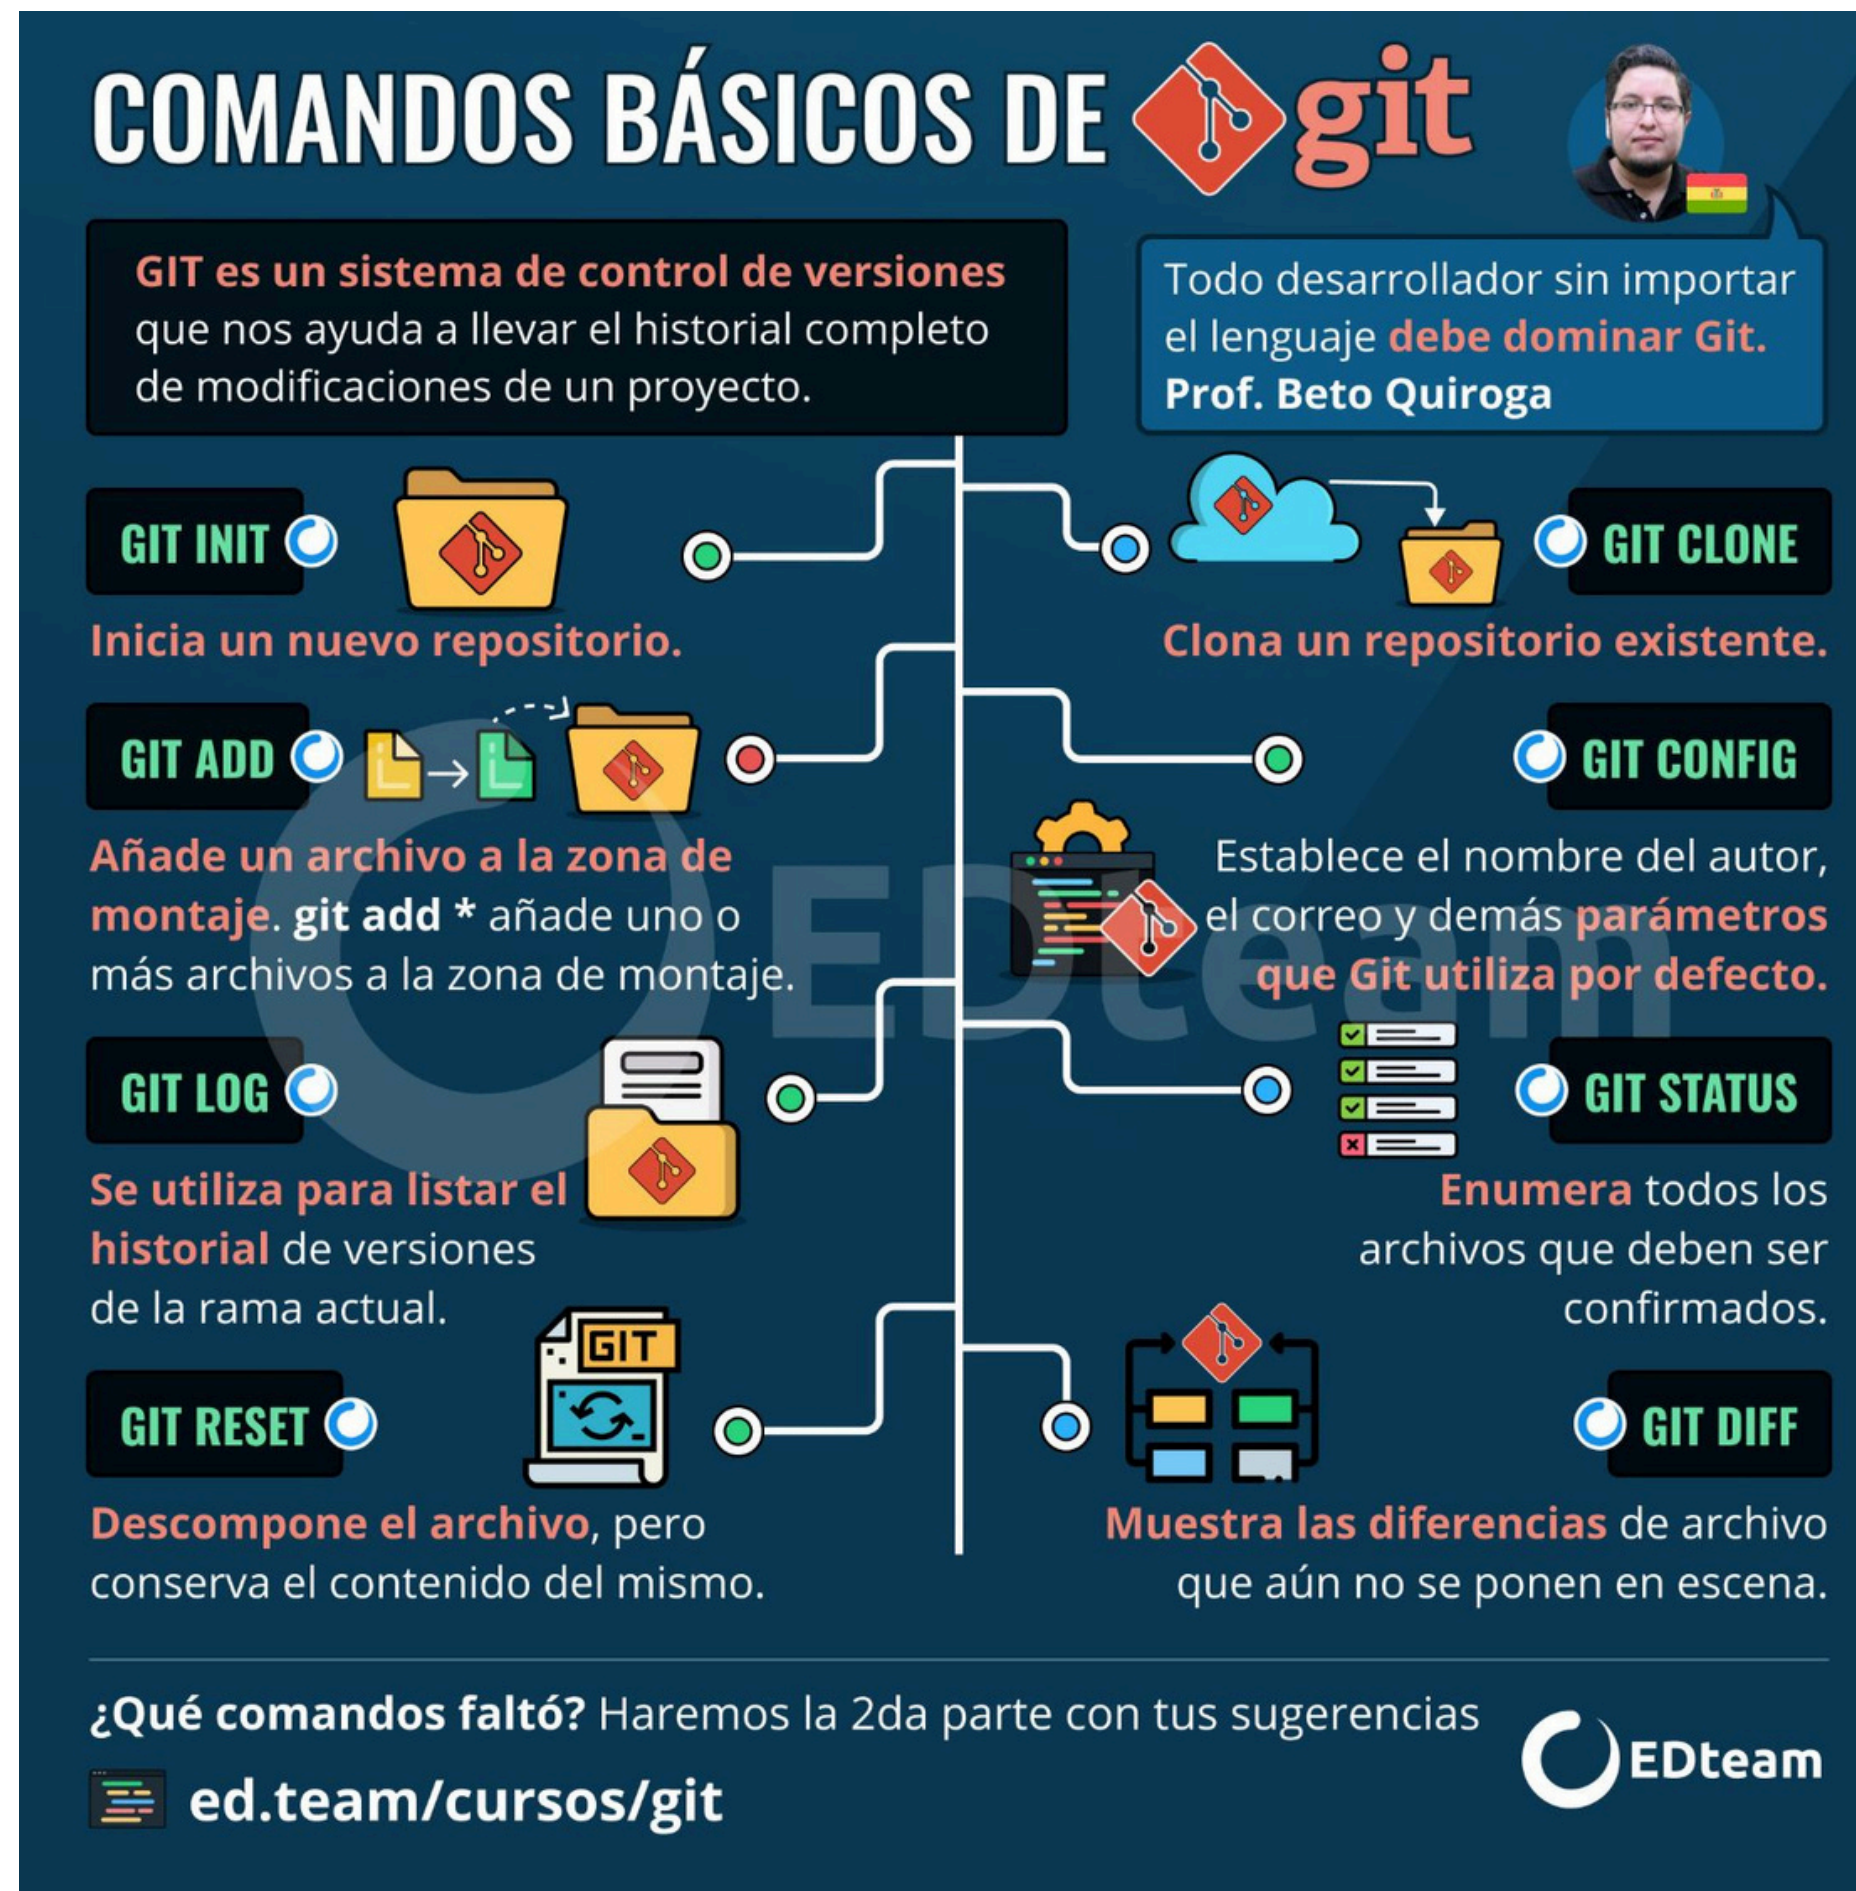 COMANDOS BÁSICOS DE git
GIT es un sistema de control de versiones
que nos ayuda a llevar el historial completo
de modificaciones de un proyecto.
Todo desarrollador sin importar
el lenguaje debe dominar Git.
Prof. Beto Quiroga
GIT INIT
Inicia un nuevo repositorio.
GIT CLONE
Clona un repositorio existente.
GIT ADD
Añade un archivo a la zona de
montaje. git add * añade uno o
más archivos a la zona de montaje.
GIT CONFIG
Establece el nombre del autor,
el correo y demás parámetros
que Git utiliza por defecto.
EDteam
GIT LOG
Se utiliza para listar el
historial de versiones
de la rama actual.
GIT STATUS
Enumera todos los
archivos que deben ser
confirmados.
GIT RESET
GIT
Descompone el archivo, pero
conserva el contenido del mismo.
GIT DIFF
Muestra las diferencias de archivo
que aún no se ponen en escena.
¿Qué comandos faltó? Haremos la 2da parte con tus sugerencias
ed.team/cursos/git
EDteam